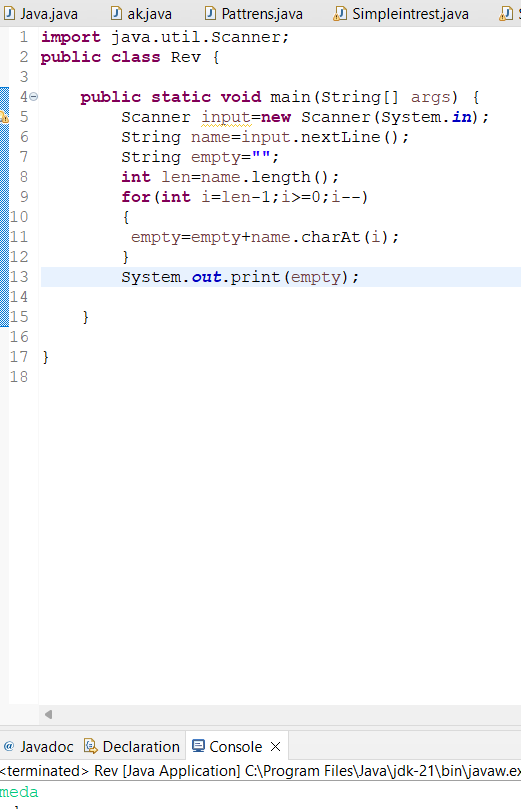 Java.java ak.java Pattrens.java Simpleintrest.java
1 import java.util.Scanner;
2 public class Rev {
3
4 public static void main(String[] args) {
5 Scanner input=new Scanner(System.in);
6 String name=input.nextLine();
7 String empty="";
8 int len=name.length();
9 for(int i=len-1;i>=0;i--)
10 {
11 empty=empty+name.charAt(i);
12 }
13 System.out.print(empty);
14
15 }
16
17 }
18
@ Javadoc Declaration Console
<terminated> Rev [Java Application] C:\Program Files\Java\jdk-21\bin\javaw.ex
meda